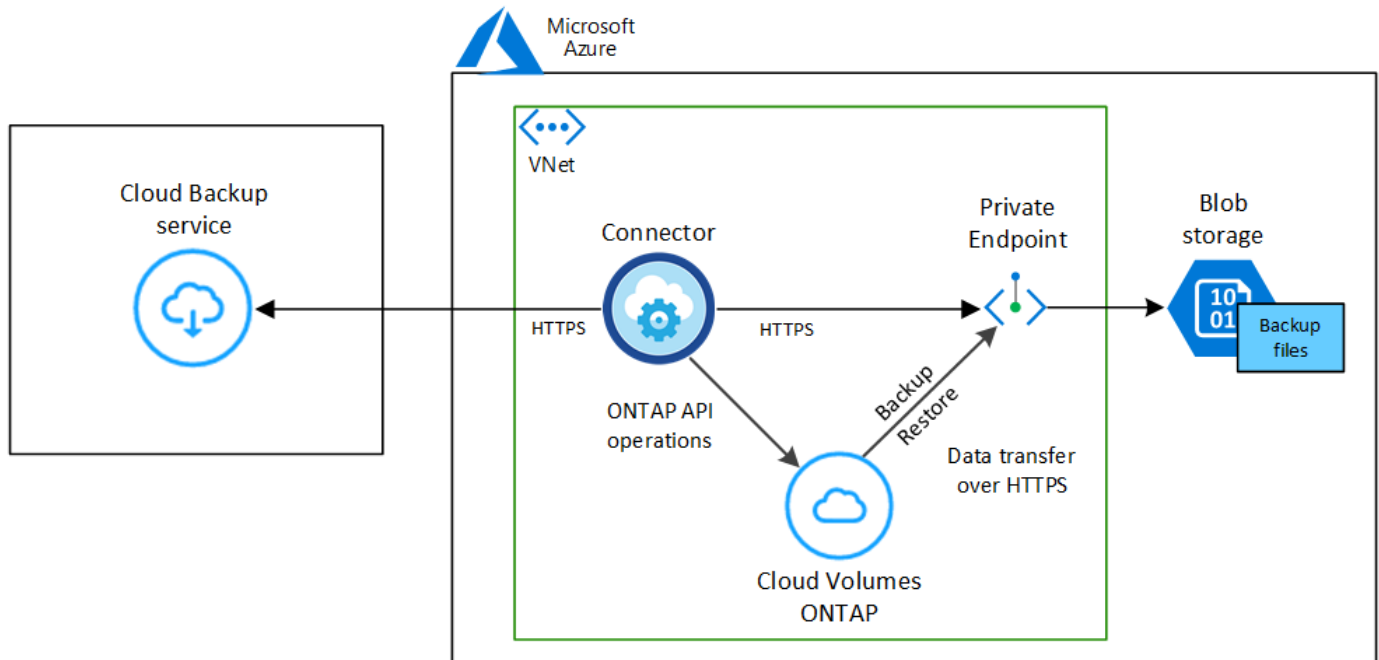 Microsoft
Azure
VNet
Cloud Backup
service
Connector
Private
Endpoint
Blob
storage
10
01
Backup
files
HTTPS
HTTPS
ONTAP API
operations
Backup
Restore
Data transfer
over HTTPS
Cloud Volumes
ONTAP